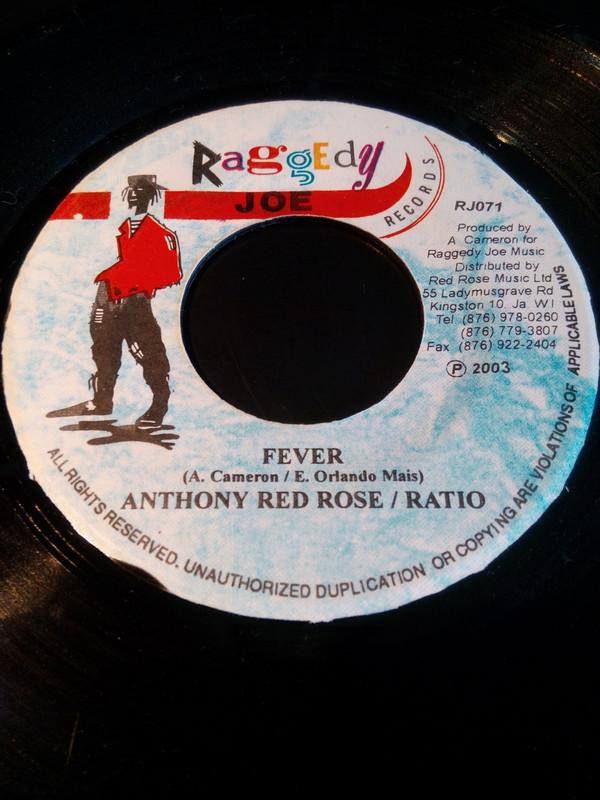 RaggEdy
JOE
RECORDS
RJ071
Produced by
A Cameron for
Raggedy Joe Music
Distributed by
Red Rose Music Ltd
55 Ladymusgrave Rd
Kingston 10. Ja W I
Tel (876) 978-0260
(876) 779-3807
Fax (876) 922-2404
℗ 2003
FEVER
(A. Cameron / E. Orlando Mais)
ANTHONY RED ROSE / RATIO
ALL RIGHTS RESERVED. UNAUTHORIZED DUPLICATION OR COPYING ARE VIOLATIONS OF APPLICABLE LAWS